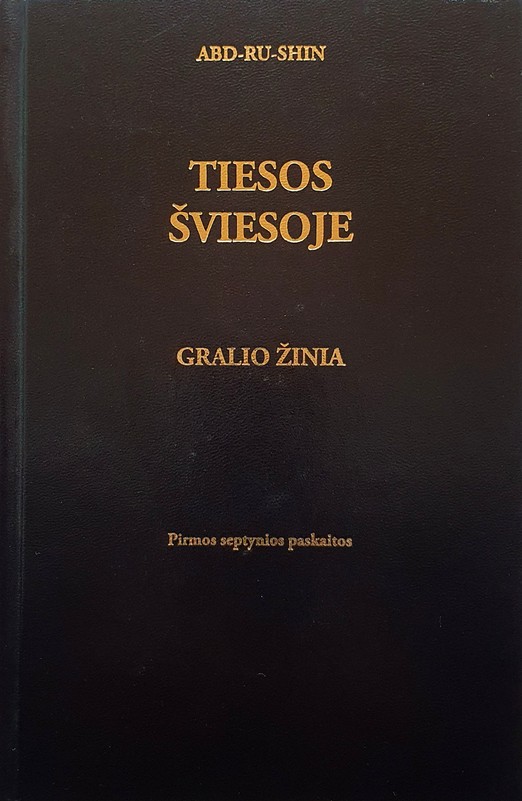 ABD-RU-SHIN
TIESOS
ŠVIESOJE
GRALIO ŽINIA
Pirmos septynios paskaitos